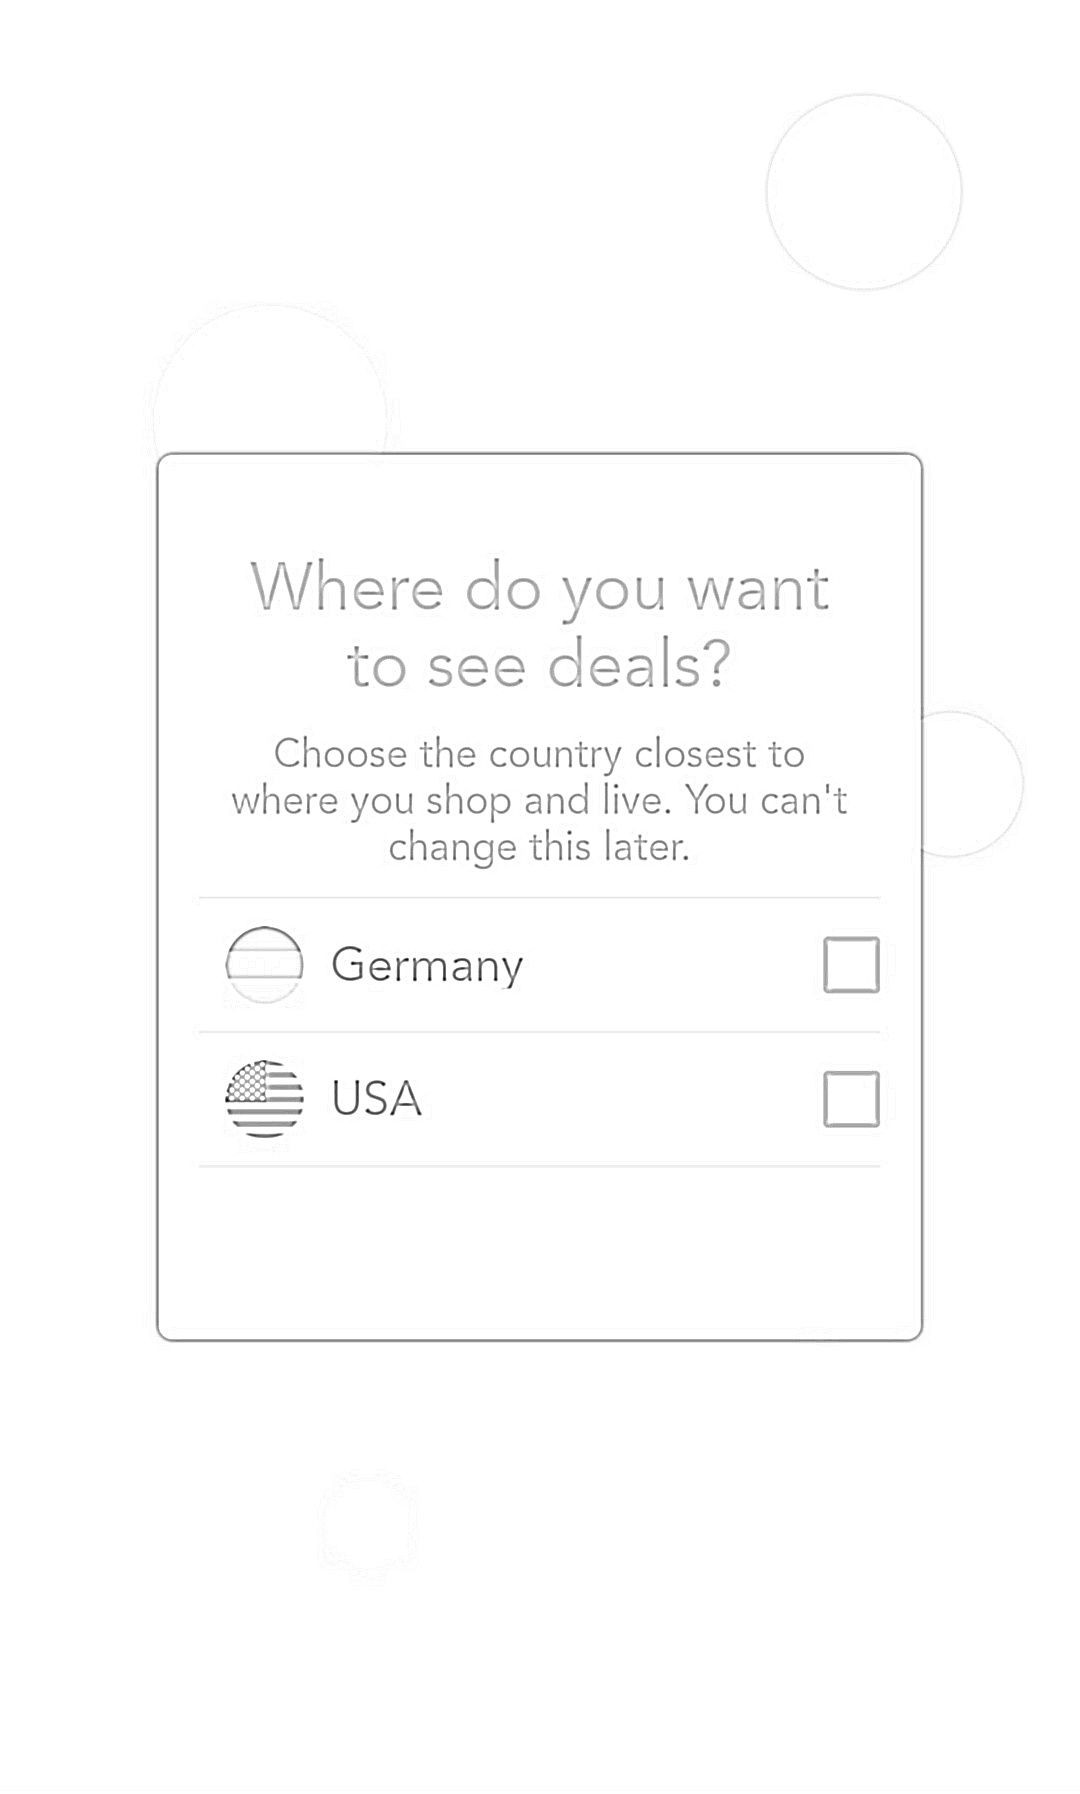 Where do you want
to see deals?
Choose the country closest to
where you shop and live. You can't
change this later.
Germany
USA